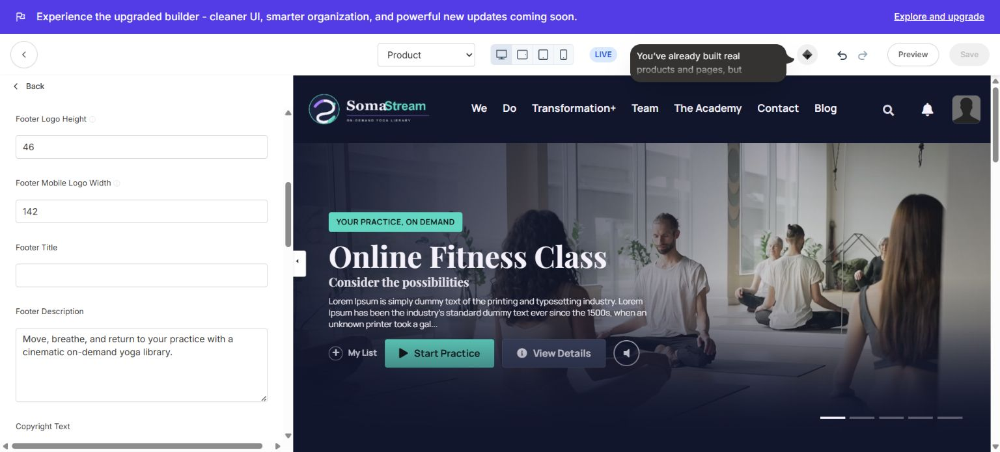 Experience the upgraded builder - cleaner UI, smarter organization, and powerful new updates coming soon.
Explore and upgrade
Product
LIVE
You've already built real
products and pages, but
Preview
Save
Back
Footer Logo Height
46
Footer Mobile Logo Width
142
Footer Title
Footer Description
Move, breathe, and return to your practice with a
cinematic on-demand yoga library.
Copyright Text
SomaStream
ON-DEMAND YOGA LIBRARY
We
Do
Transformation+
Team
The Academy
Contact
Blog
YOUR PRACTICE, ON DEMAND
Online Fitness Class
Consider the possibilities
Lorem Ipsum is simply dummy text of the printing and typesetting industry. Lorem
Ipsum has been the industry's standard dummy text ever since the 1500s, when an
unknown printer took a gal...
My List
Start Practice
View Details